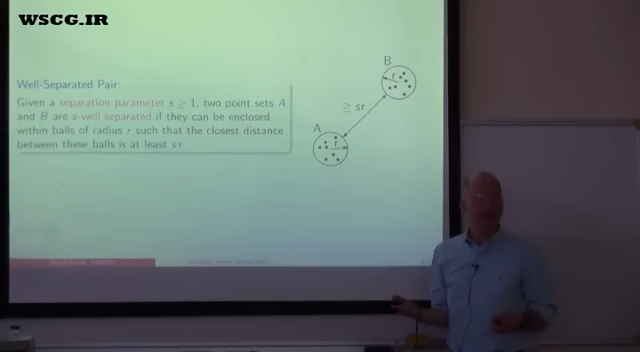 WSCG.IR
Well-Separated Pair:
Given a separation parameter s ≥ 1, two point sets A
and B are s-well separated if they can be enclosed
within balls of radius r such that the closest distance
between these balls is at least sr
B
r
≥ sr
A
r